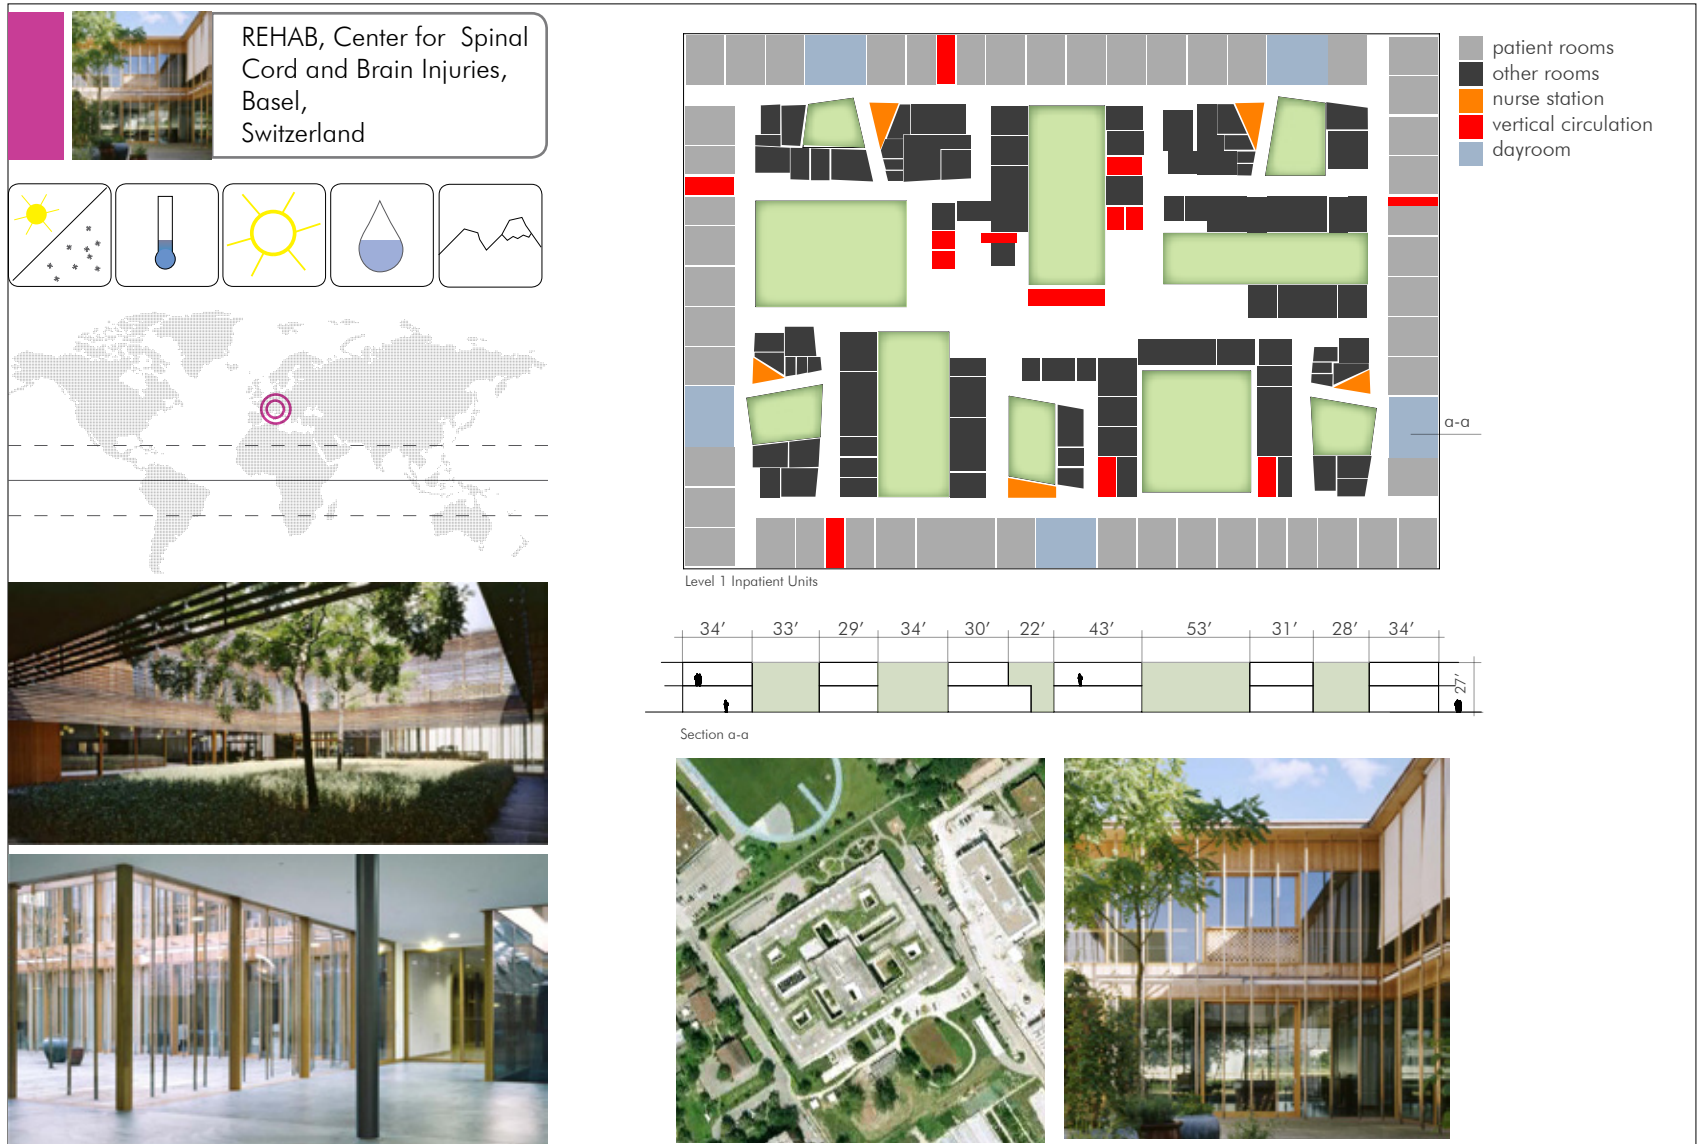 REHAB, Center for Spinal
Cord and Brain Injuries,
Basel,
Switzerland
patient rooms
other rooms
nurse station
vertical circulation
dayroom
a-a
Level 1 Inpatient Units
34’ 33’ 29’ 34’ 30’ 22’ 43’ 53’ 31’ 28’ 34’
27’
Section a-a